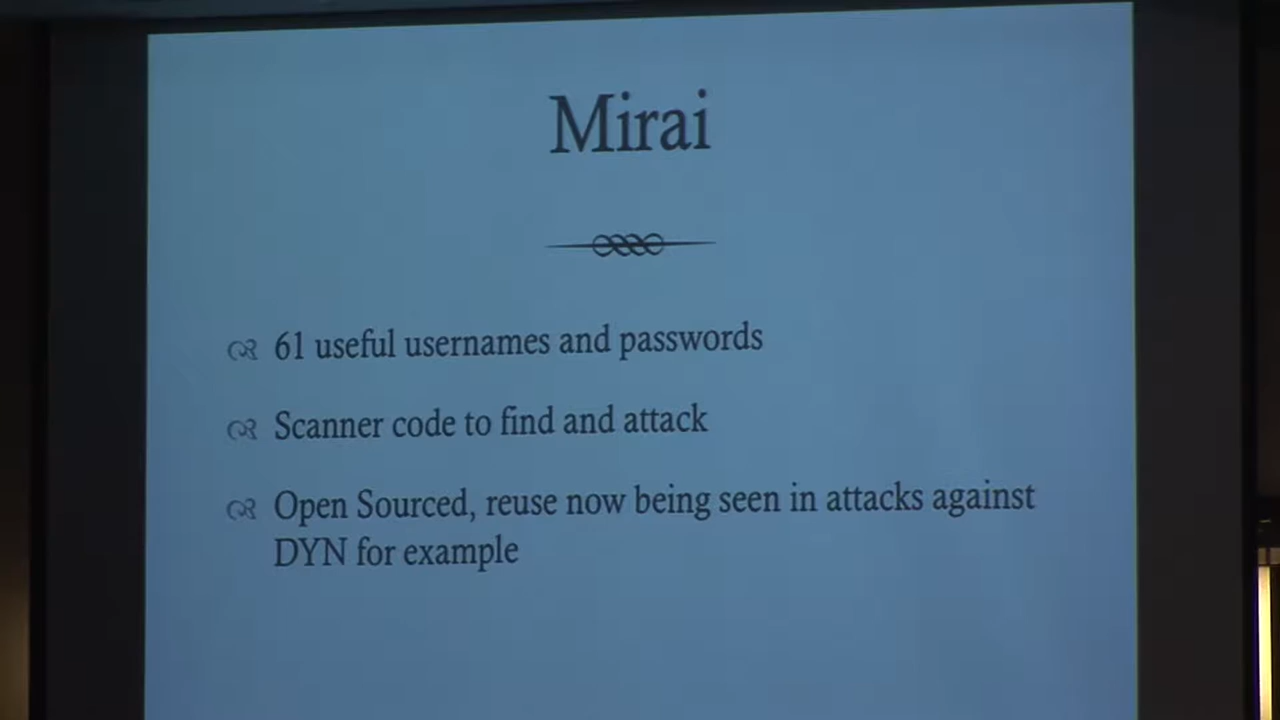 Mirai
61 useful usernames and passwords
Scanner code to find and attack
Open Sourced, reuse now being seen in attacks against
DYN for example